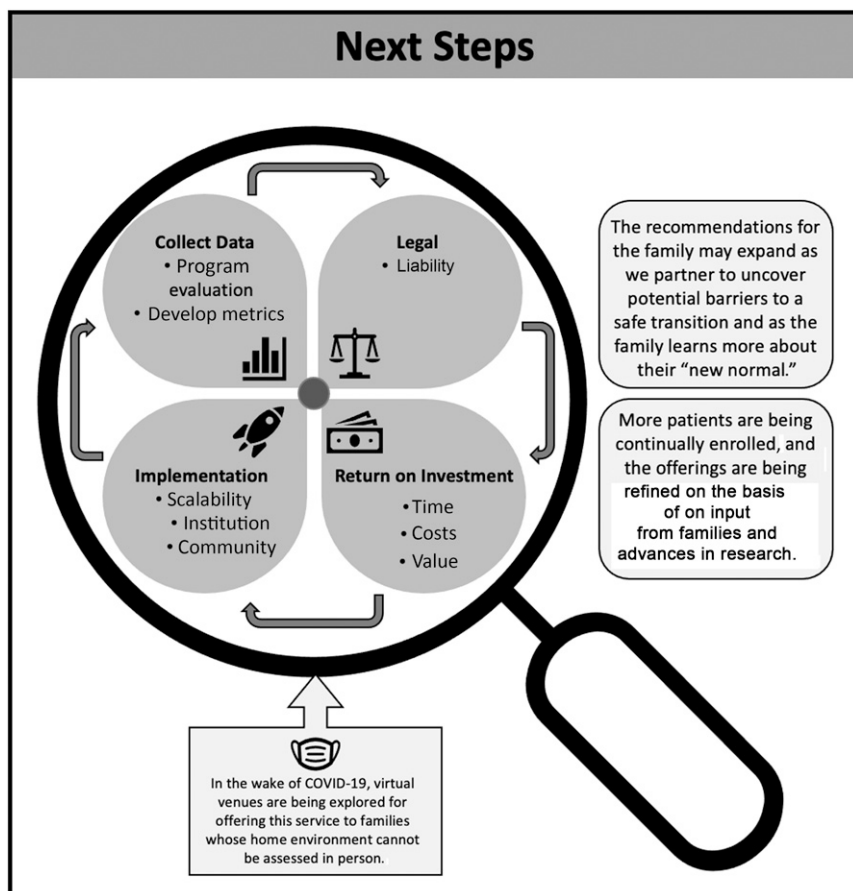 Next Steps
Collect Data
• Program
evaluation
• Develop metrics
Legal
• Liability
Implementation
• Scalability
• Institution
• Community
Return on Investment
• Time
• Costs
• Value
The recommendations for
the family may expand as
we partner to uncover
potential barriers to a
safe transition and as the
family learns more about
their “new normal.”
More patients are being
continually enrolled, and
the offerings are being
refined on the basis
of on input
from families and
advances in research.
In the wake of COVID-19, virtual
venues are being explored for
offering this service to families
whose home environment cannot
be assessed in person.